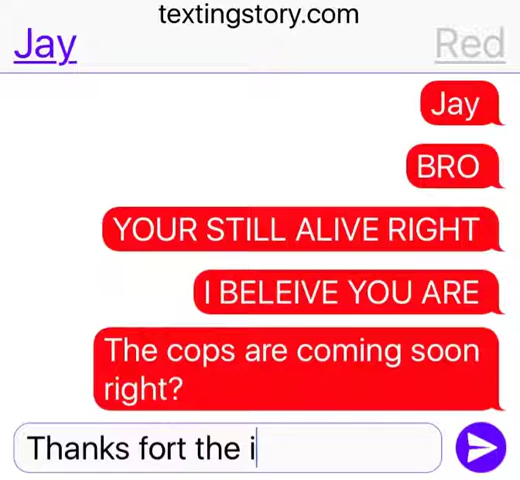 textingstory.com
Jay
Red
Jay
BRO
YOUR STILL ALIVE RIGHT
I BELEIVE YOU ARE
The cops are coming soon
right?
Thanks fort the i